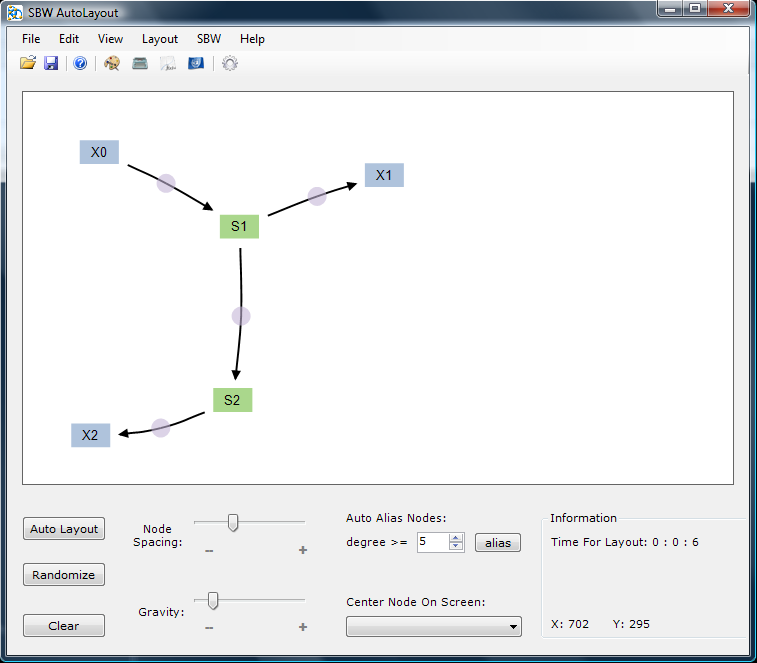 SBW AutoLayout
File Edit View Layout SBW Help
X0
X1
S1
S2
X2
Auto Layout
Randomize
Clear
Node
Spacing:
Gravity:
Auto Alias Nodes:
degree >= 5 alias
Center Node On Screen:
Information
Time For Layout: 0 : 0 : 6
X: 702 Y: 295